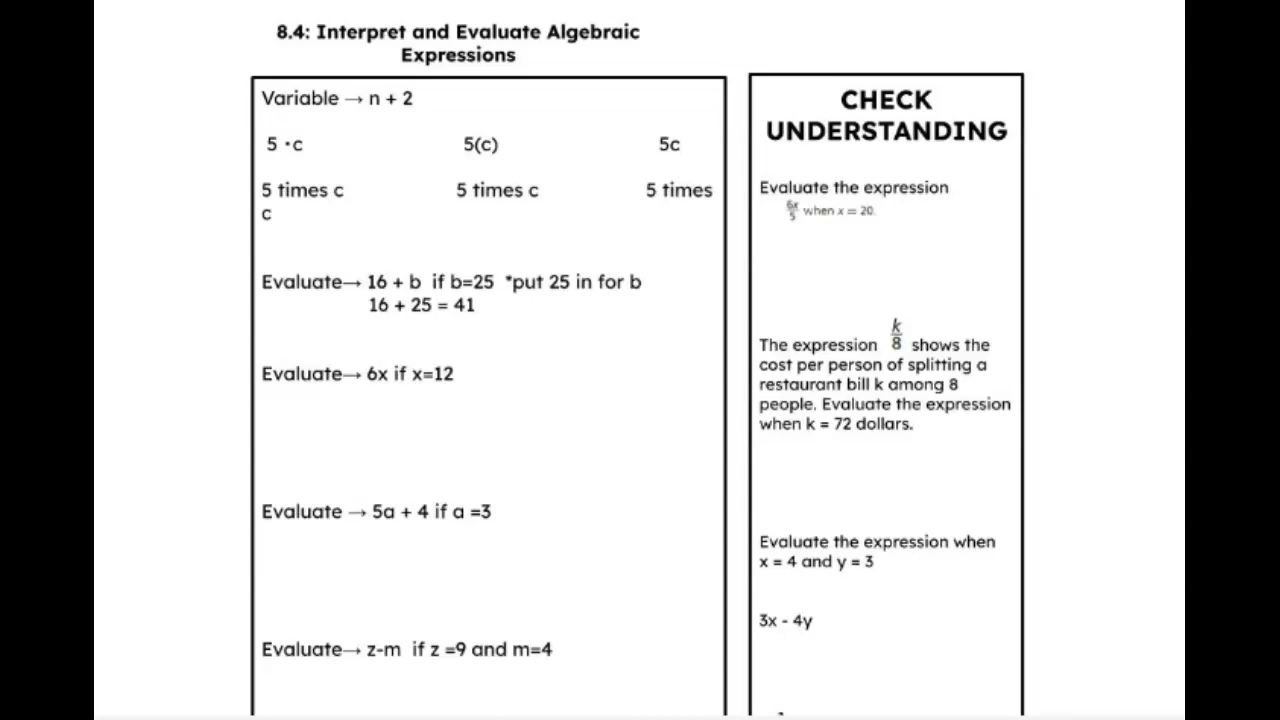 8.4: Interpret and Evaluate Algebraic
Expressions
Variable → n + 2
5 ・c 5(c) 5c
5 times c 5 times c 5 times
c
Evaluate→ 16 + b if b=25 *put 25 in for b
16 + 25 = 41
Evaluate→ 6x if x=12
Evaluate → 5a + 4 if a =3
Evaluate→ z-m if z =9 and m=4
CHECK
UNDERSTANDING
Evaluate the expression
6x/5 when x = 20.
The expression k/8 shows the
cost per person of splitting a
restaurant bill k among 8
people. Evaluate the expression
when k = 72 dollars.
Evaluate the expression when
x = 4 and y = 3
3x - 4y